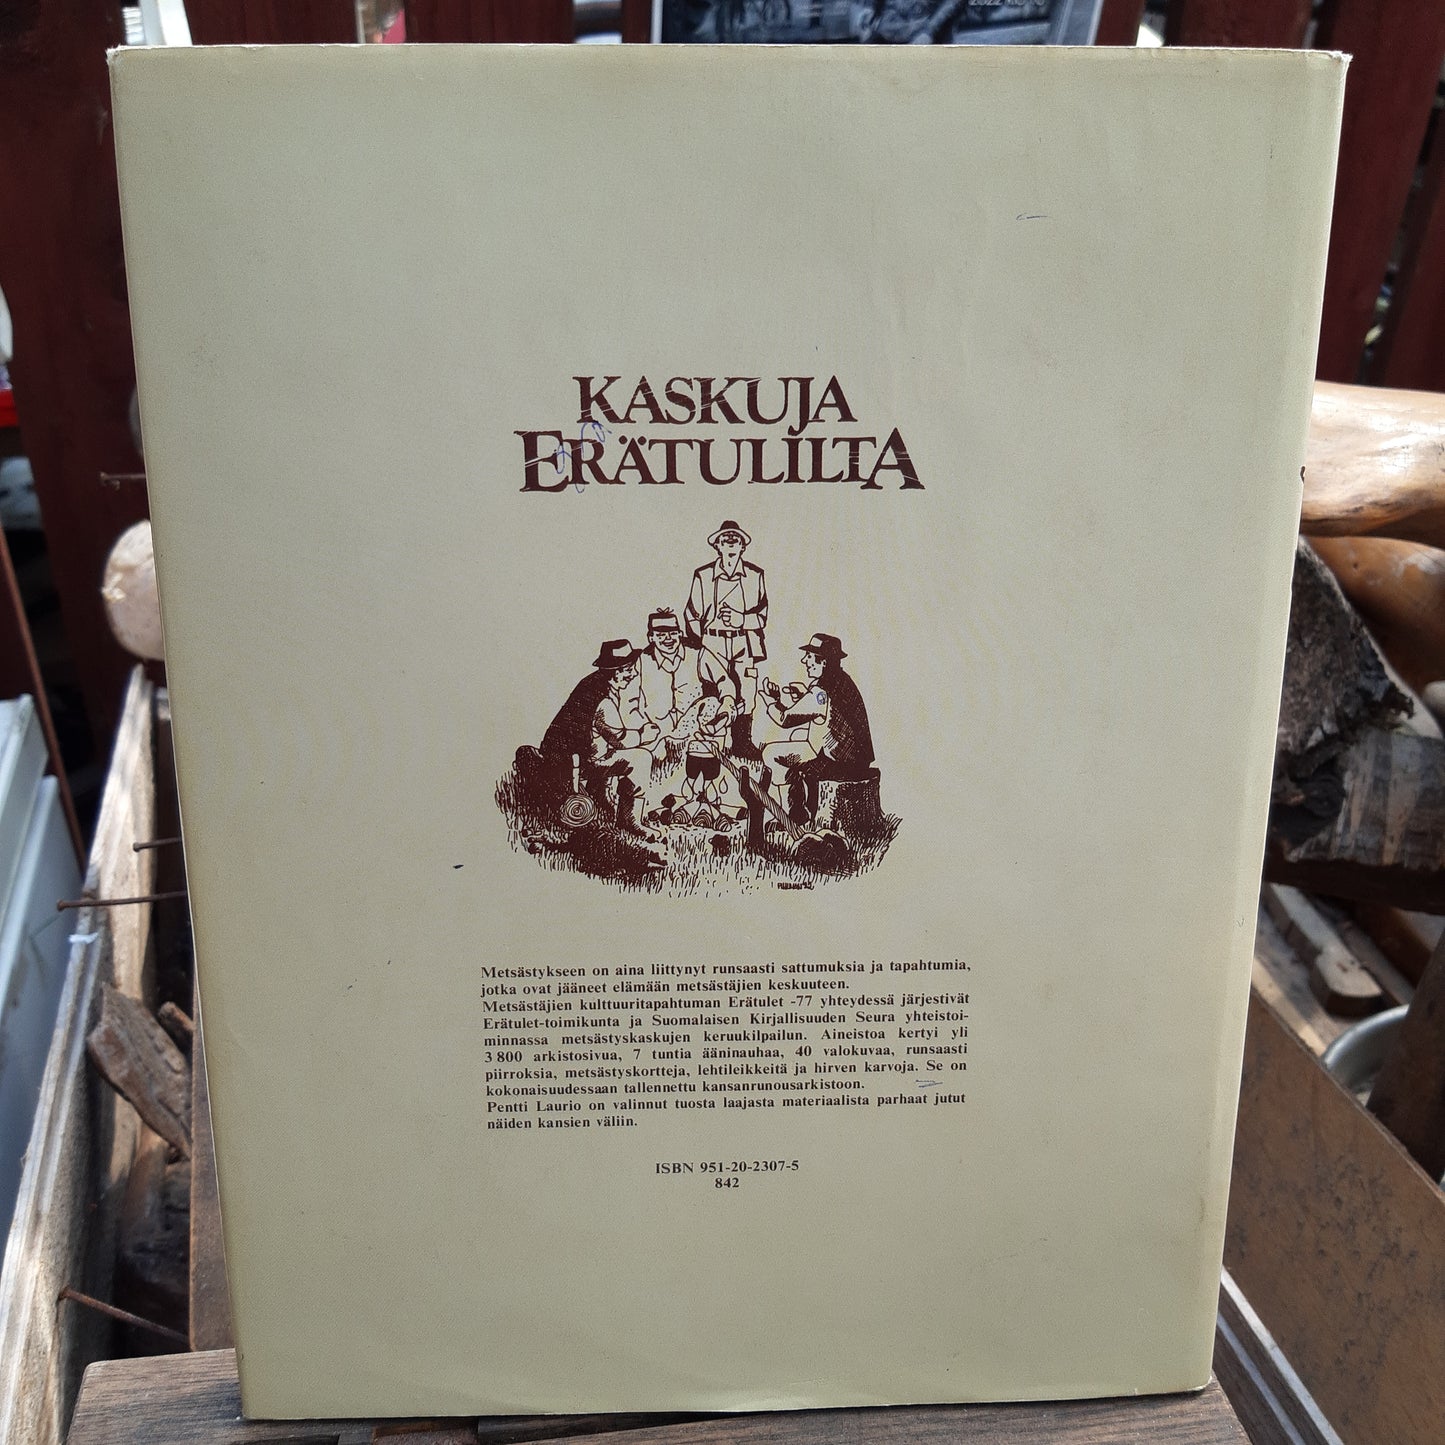 KASKUJA
ERÄTULILTA
Metsästykseen on aina liittynyt runsaasti sattumuksia ja tapahtumia,
jotka ovat jääneet elämään metsästäjien keskuuteen.
Metsästäjien kulttuuritapahtuman Erätulet -77 yhteydessä järjestivät
Erätulet-toimikunta ja Suomalaisen Kirjallisuuden Seura yhteistoi-
minnassa metsästyskaskujen keruukilpailun. Aineistoa kertyi yli
3 800 arkistosivua, 7 tuntia ääninauhaa, 40 valokuvaa, runsaasti
piirroksia, metsästyskortteja, lehtileikkeitä ja hirven karvoja. Se on
kokonaisuudessaan tallennettu kansanrunousarkistoon.
Pentti Laurio on valinnut tuosta laajasta materiaalista parhaat jutut
näiden kansien väliin.
ISBN 951-20-2307-5
842